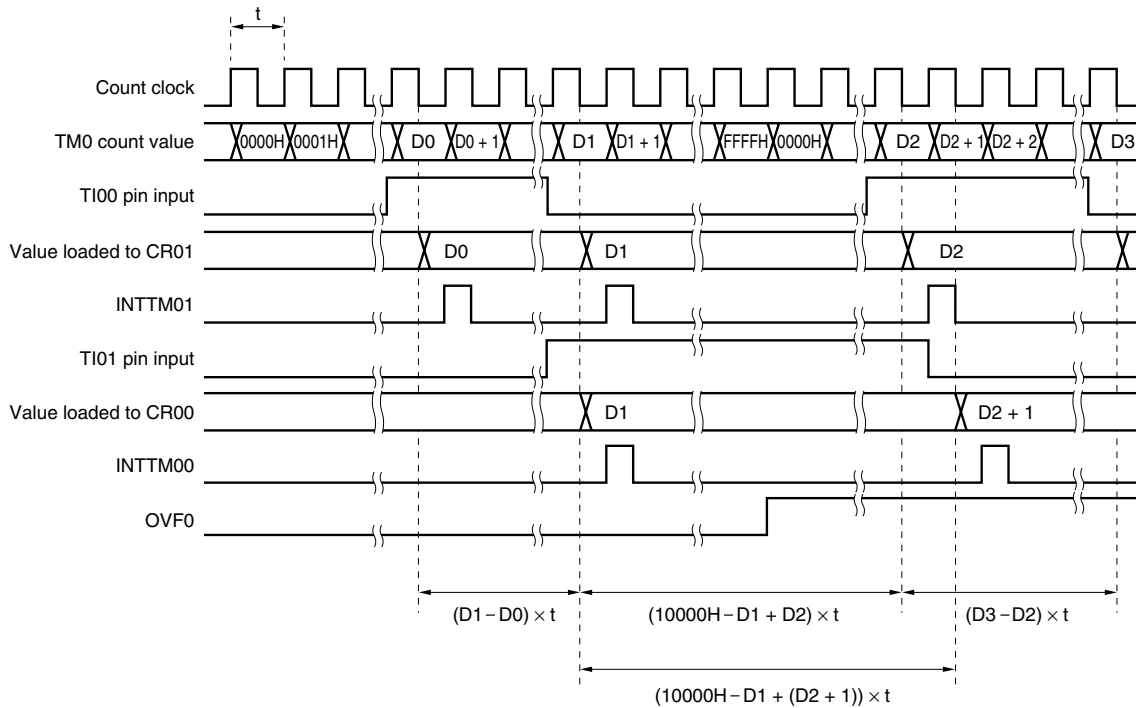 t
Count clock
TM0 count value 0000H 0001H D0 D0 + 1 D1 D1 + 1 FFFFH 0000H D2 D2 + 1 D2 + 2 D3
TI00 pin input
Value loaded to CR01 D0 D1 D2
INTTM01
TI01 pin input
Value loaded to CR00 D1 D2 + 1
INTTM00
OVF0
(D1 – D0) × t (10000H – D1 + D2) × t (D3 – D2) × t
(10000H – D1 + (D2 + 1)) × t